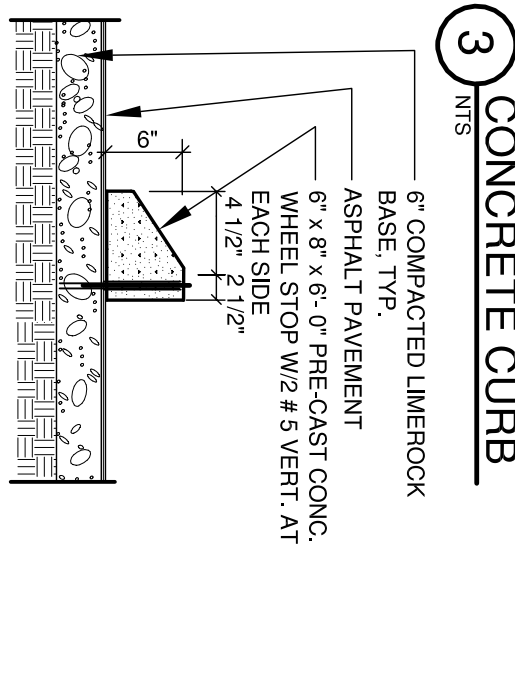 3
CONCRETE CURB
NTS
6" COMPACTED LIMEROCK
BASE, TYP.
ASPHALT PAVEMENT
6" x 8" x 6'- 0" PRE-CAST CONC.
WHEEL STOP W/2 # 5 VERT. AT
EACH SIDE
4 1/2" 2 1/2"
6"